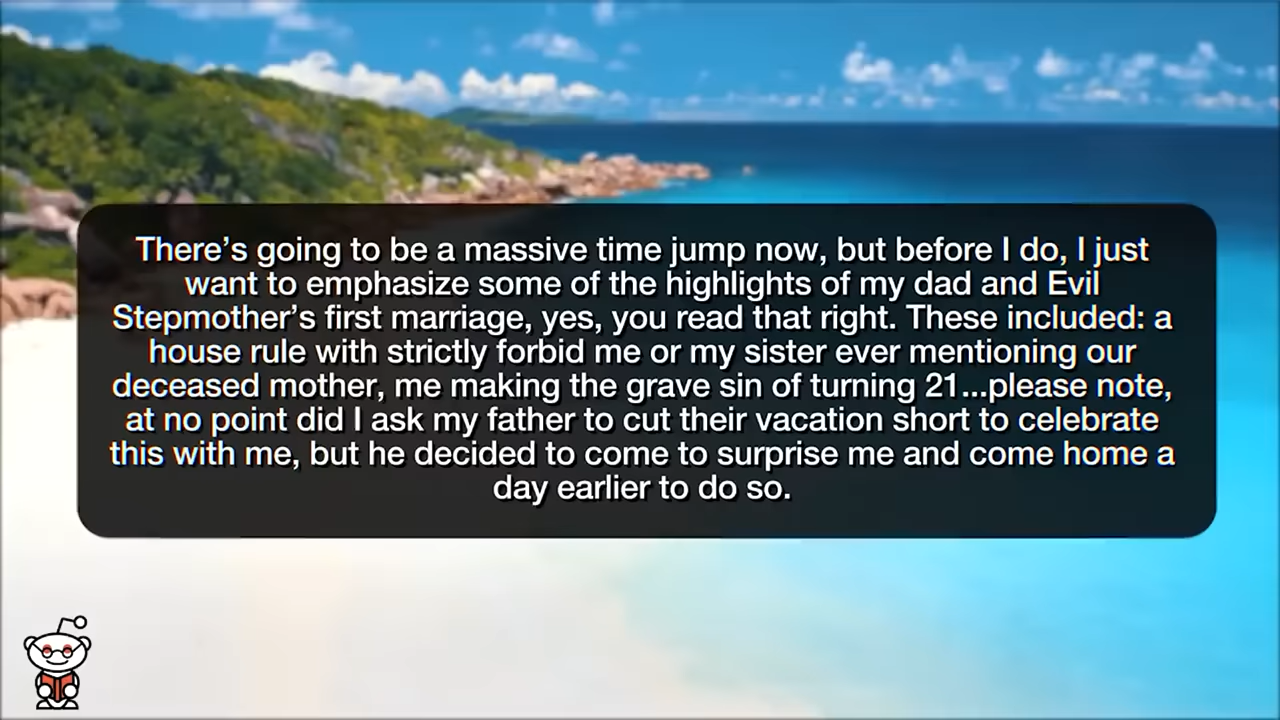 There’s going to be a massive time jump now, but before I do, I just
want to emphasize some of the highlights of my dad and Evil
Stepmother’s first marriage, yes, you read that right. These included: a
house rule with strictly forbid me or my sister ever mentioning our
deceased mother, me making the grave sin of turning 21...please note,
at no point did I ask my father to cut their vacation short to celebrate
this with me, but he decided to come to surprise me and come home a
day earlier to do so.